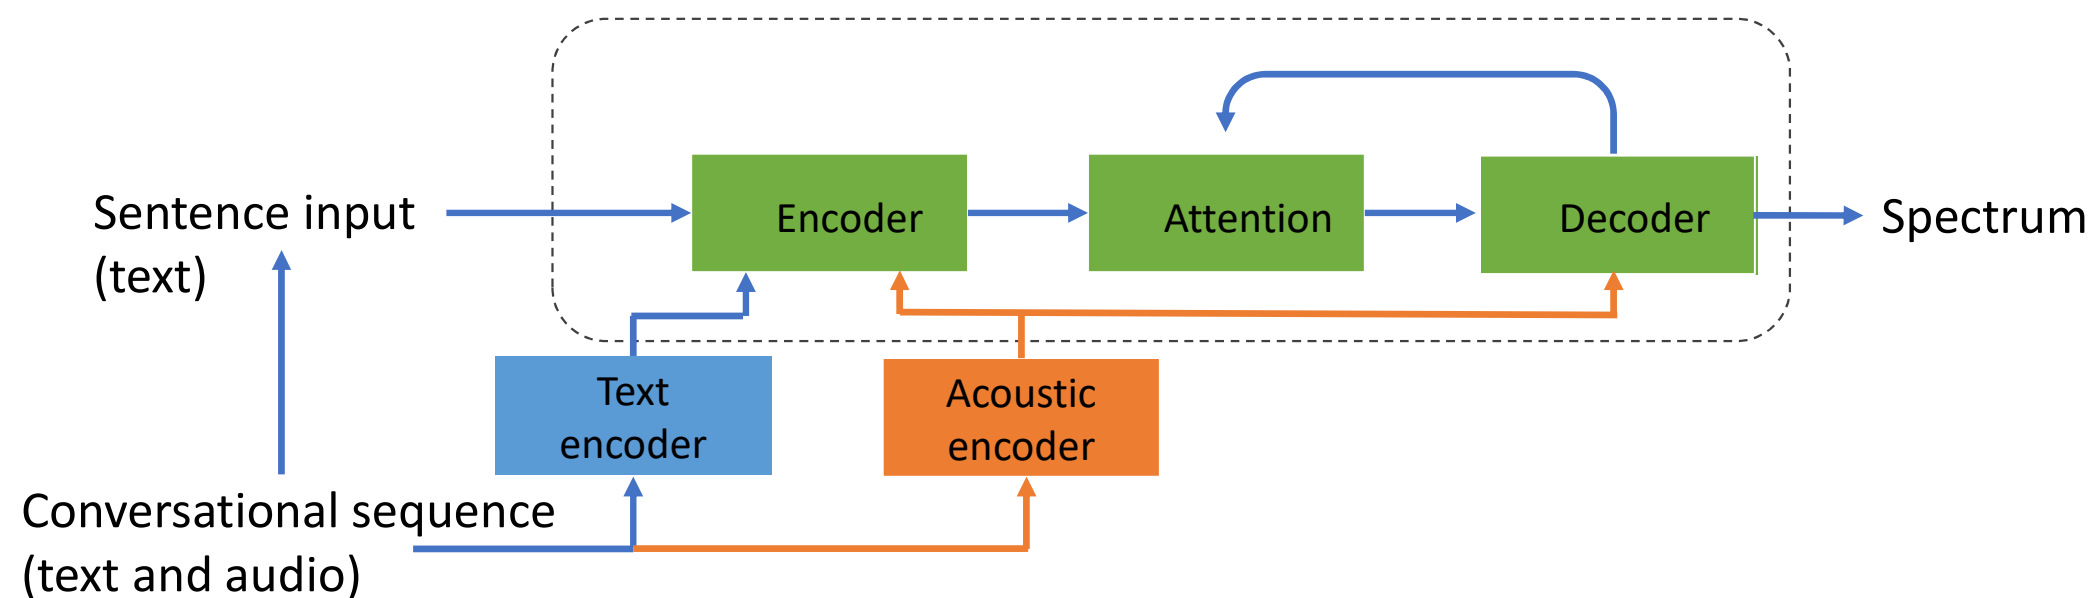 Sentence input
(text)
Encoder
Attention
Decoder
Spectrum
Text
encoder
Acoustic
encoder
Conversational sequence
(text and audio)